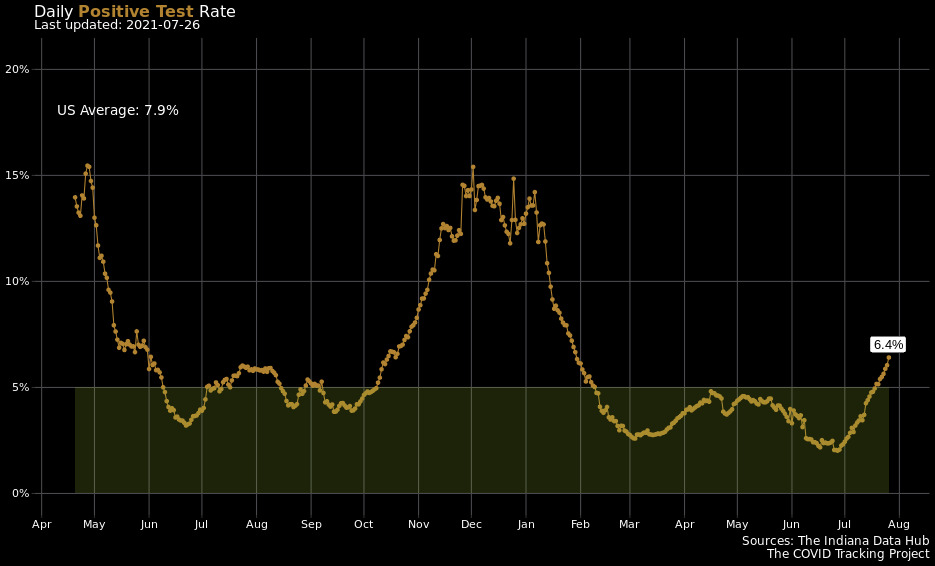 Daily Positive Test Rate
Last updated: 2021-07-26
20%
US Average: 7.9%
15%
10%
6.4%
5%
0%
Apr May Jun Jul Aug Sep Oct Nov Dec Jan Feb Mar Apr May Jun Jul Aug
Sources: The Indiana Data Hub
The COVID Tracking Project